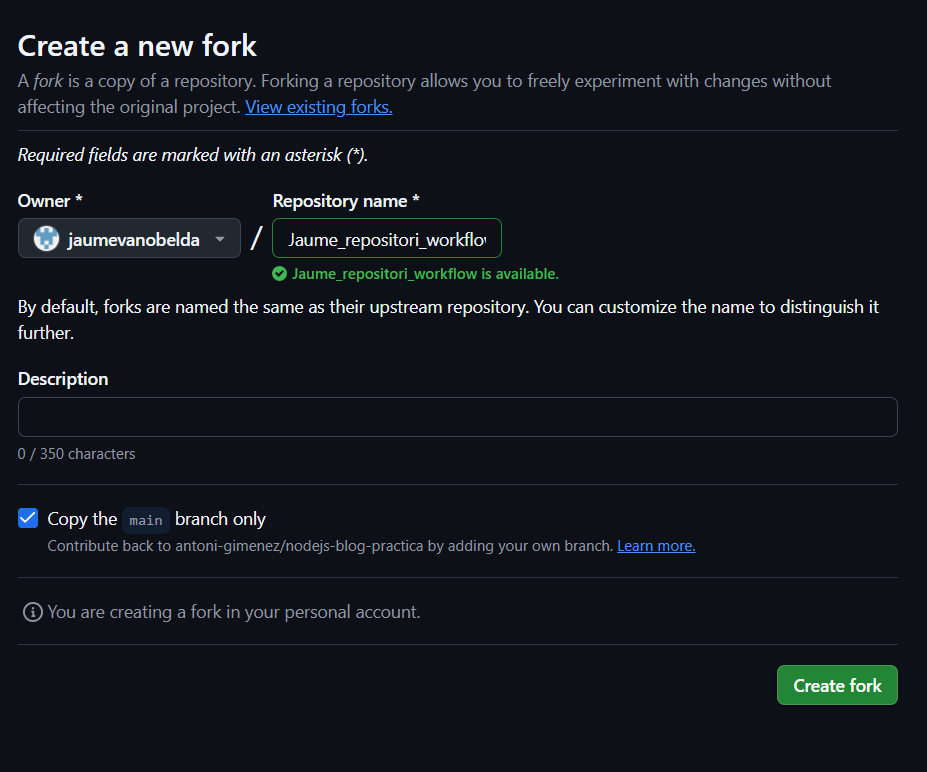 Create a new fork
A fork is a copy of a repository. Forking a repository allows you to freely experiment with changes without
affecting the original project. View existing forks.
Required fields are marked with an asterisk (*).
Owner * Repository name *
jaumevanobelda / Jaume_repositori_workflow
Jaume_repositori_workflow is available.
By default, forks are named the same as their upstream repository. You can customize the name to distinguish it
further.
Description
0 / 350 characters
Copy the main branch only
Contribute back to antoni-gimenez/nodejs-blog-practica by adding your own branch. Learn more.
You are creating a fork in your personal account.
Create fork